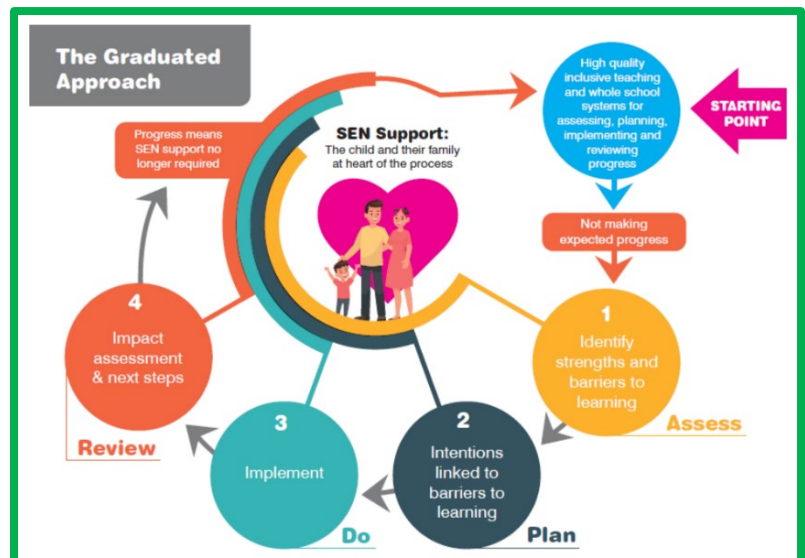 The Graduated
Approach
High quality
inclusive teaching
and whole school
systems for
assessing, planning,
implementing and
reviewing
progress
STARTING
POINT
Progress means
SEN support no
longer required
SEN Support:
The child and their family
at heart of the process
Not making
expected progress
1
Identify
strengths and
barriers to
learning
Assess
2
Intentions
linked to
barriers to
learning
Plan
3
Implement
Do
4
Impact
assessment
& next steps
Review